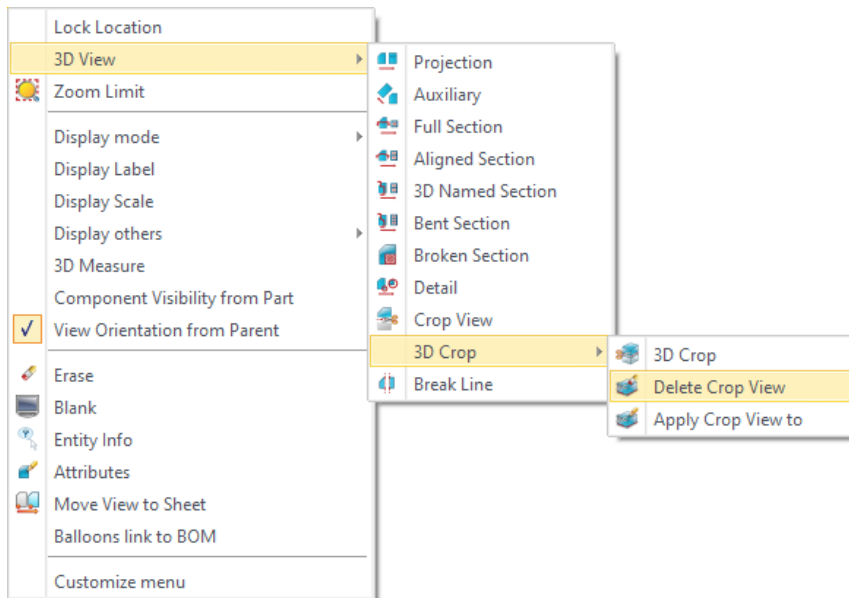 Lock Location
3D View
Zoom Limit
Display mode
Display Label
Display Scale
Display others
3D Measure
Component Visibility from Part
View Orientation from Parent
Erase
Blank
Entity Info
Attributes
Move View to Sheet
Balloons link to BOM
Customize menu
Projection
Auxiliary
Full Section
Aligned Section
3D Named Section
Bent Section
Broken Section
Detail
Crop View
3D Crop
Break Line
3D Crop
Delete Crop View
Apply Crop View to